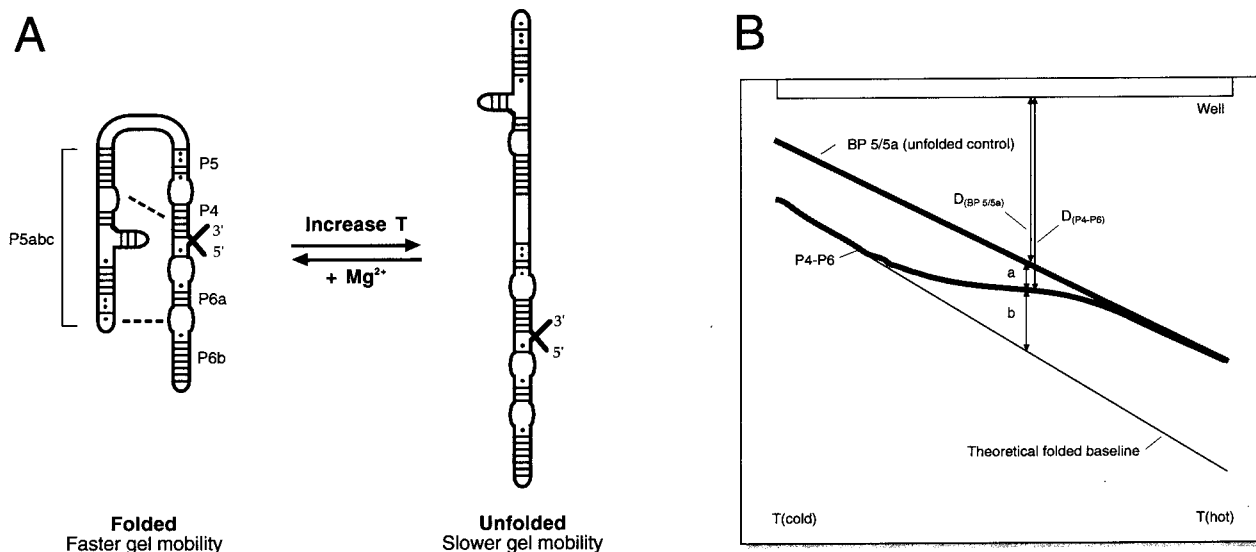 A
P5
P4
3'
5'
P5abc
P6a
P6b
Increase T
+ Mg2+
3'
5'
Folded
Faster gel mobility
Unfolded
Slower gel mobility
B
Well
BP 5/5a (unfolded control)
D(BP 5/5a)
D(P4-P6)
P4-P6
a
b
Theoretical folded baseline
T(cold)
T(hot)